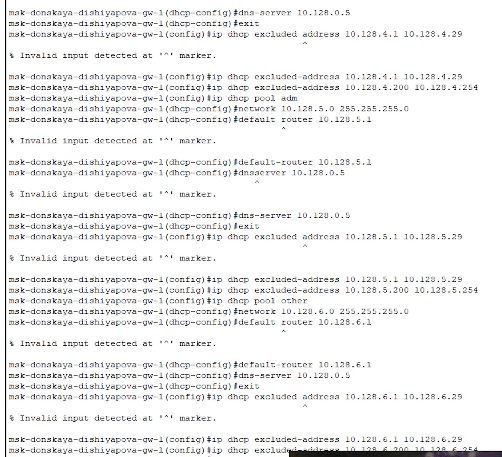 msk-donskaya-dishiyapova-gw-1(dhcp-config)#dns-server 10.128.0.5
msk-donskaya-dishiyapova-gw-1(dhcp-config)#exit
msk-donskaya-dishiyapova-gw-1(config)#ip dhcp excluded address 10.128.4.1 10.128.4.29
^
% Invalid input detected at '^' marker.
msk-donskaya-dishiyapova-gw-1(config)#ip dhcp excluded-address 10.128.4.1 10.128.4.29
msk-donskaya-dishiyapova-gw-1(config)#ip dhcp excluded-address 10.128.4.200 10.128.4.254
msk-donskaya-dishiyapova-gw-1(config)#ip dhcp pool adm
msk-donskaya-dishiyapova-gw-1(dhcp-config)#network 10.128.5.0 255.255.255.0
msk-donskaya-dishiyapova-gw-1(dhcp-config)#default router 10.128.5.1
^
% Invalid input detected at '^' marker.
msk-donskaya-dishiyapova-gw-1(dhcp-config)#default-router 10.128.5.1
msk-donskaya-dishiyapova-gw-1(dhcp-config)#dnsserver 10.128.0.5
^
% Invalid input detected at '^' marker.
msk-donskaya-dishiyapova-gw-1(dhcp-config)#dns-server 10.128.0.5
msk-donskaya-dishiyapova-gw-1(dhcp-config)#exit
msk-donskaya-dishiyapova-gw-1(config)#ip dhcp excluded address 10.128.5.1 10.128.5.29
^
% Invalid input detected at '^' marker.
msk-donskaya-dishiyapova-gw-1(config)#ip dhcp excluded-address 10.128.5.1 10.128.5.29
msk-donskaya-dishiyapova-gw-1(config)#ip dhcp excluded-address 10.128.5.200 10.128.5.254
msk-donskaya-dishiyapova-gw-1(config)#ip dhcp pool other
msk-donskaya-dishiyapova-gw-1(dhcp-config)#network 10.128.6.0 255.255.255.0
msk-donskaya-dishiyapova-gw-1(dhcp-config)#default router 10.128.6.1
^
% Invalid input detected at '^' marker.
msk-donskaya-dishiyapova-gw-1(dhcp-config)#default-router 10.128.6.1
msk-donskaya-dishiyapova-gw-1(dhcp-config)#dns-server 10.128.0.5
msk-donskaya-dishiyapova-gw-1(dhcp-config)#exit
msk-donskaya-dishiyapova-gw-1(config)#ip dhcp excluded address 10.128.6.1 10.128.6.29
^
% Invalid input detected at '^' marker.
msk-donskaya-dishiyapova-gw-1(config)#ip dhcp excluded-address 10.128.6.1 10.128.6.29
msk-donskaya-dishiyapova-gw-1(config)#ip dhcp excluded-address 10.128.6.200 10.128.6.254